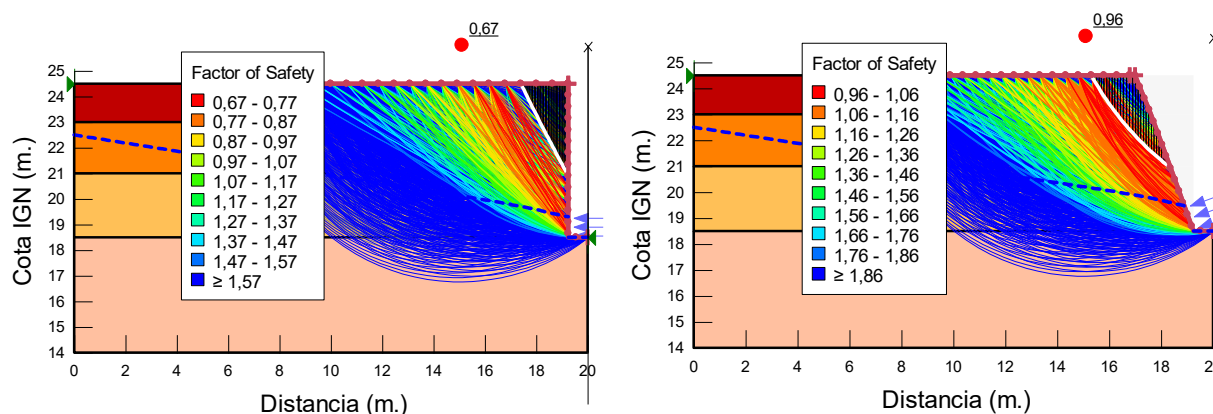 0,67
Factor of Safety
0,67 - 0,77
0,77 - 0,87
0,87 - 0,97
0,97 - 1,07
1,07 - 1,17
1,17 - 1,27
1,27 - 1,37
1,37 - 1,47
1,47 - 1,57
≥ 1,57
Cota IGN (m.)
25
24
23
22
21
20
19
18
17
16
15
14
0 2 4 6 8 10 12 14 16 18 20
Distancia (m.)
0,96
Factor of Safety
0,96 - 1,06
1,06 - 1,16
1,16 - 1,26
1,26 - 1,36
1,36 - 1,46
1,46 - 1,56
1,56 - 1,66
1,66 - 1,76
1,76 - 1,86
≥ 1,86
Cota IGN (m.)
25
24
23
22
21
20
19
18
17
16
15
14
0 2 4 6 8 10 12 14 16 18
Distancia (m.)